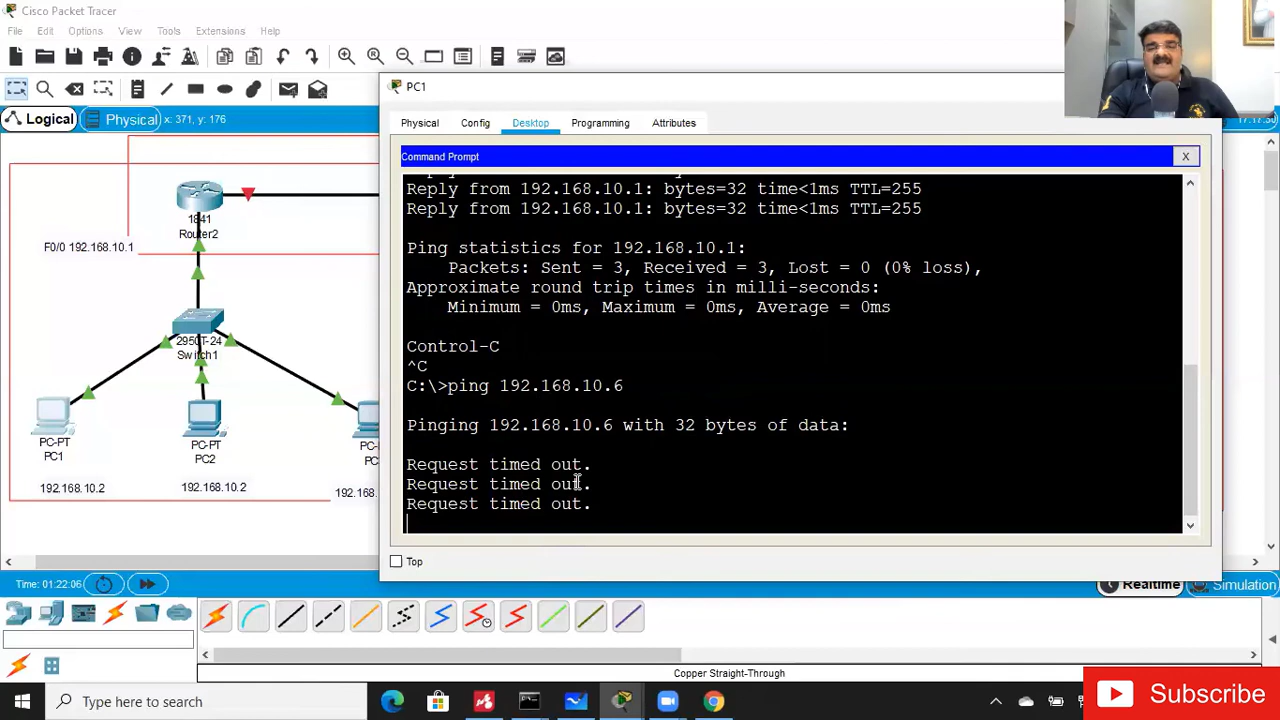 Cisco Packet Tracer
File Edit Options View Tools Extensions Help
Logical Physical x: 371, y: 176
PC1
Physical Config Desktop Programming Attributes
Command Prompt
X
Reply from 192.168.10.1: bytes=32 time<1ms TTL=255
Reply from 192.168.10.1: bytes=32 time<1ms TTL=255
Ping statistics for 192.168.10.1:
Packets: Sent = 3, Received = 3, Lost = 0 (0% loss),
Approximate round trip times in milli-seconds:
Minimum = 0ms, Maximum = 0ms, Average = 0ms
Control-C
^C
C:\>ping 192.168.10.6
Pinging 192.168.10.6 with 32 bytes of data:
Request timed out.
Request timed out.
Request timed out.
Top
1841
Router2
F0/0 192.168.10.1
2950T-24
Switch1
PC-PT
PC1
192.168.10.2
PC-PT
PC2
192.168.10.2
192.168.
Time: 01:22:06
Realtime Simulation
Copper Straight-Through
Type here to search
Subscribe